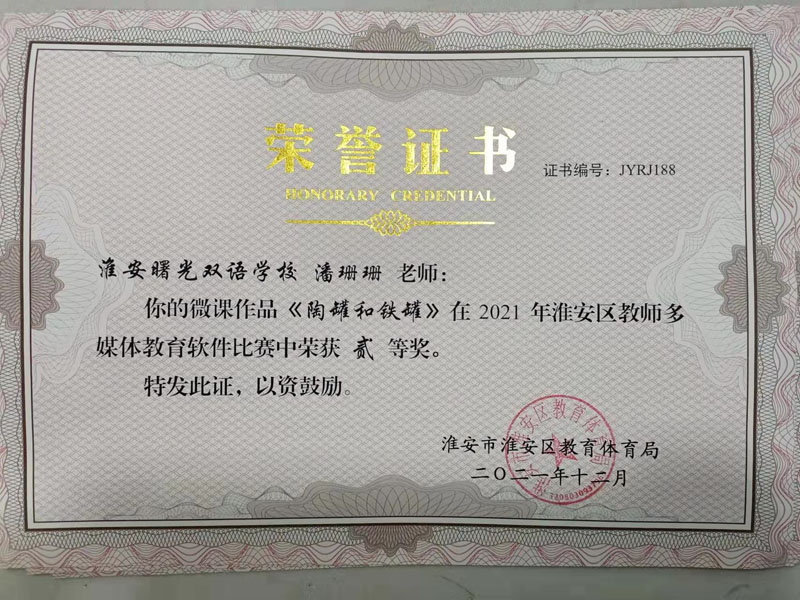 荣誉证书
证书编号：JYRJ188
HONORARY CREDENTIAL
淮安曙光双语学校 潘珊珊 老师：
你的微课作品《陶罐和铁罐》在 2021 年淮安区教师多
媒体教育软件比赛中荣获 贰 等奖。
特发此证，以资鼓励。
淮安市淮安区教育体育局
二〇二一年十二月